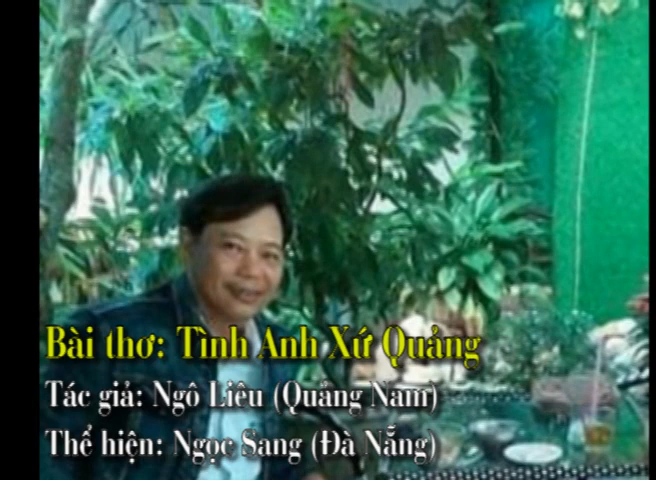 Bài thơ: Tình Anh Xứ Quảng
Tác giả: Ngô Liêu (Quảng Nam)
Thể hiện: Ngọc Sang (Đà Nẵng)